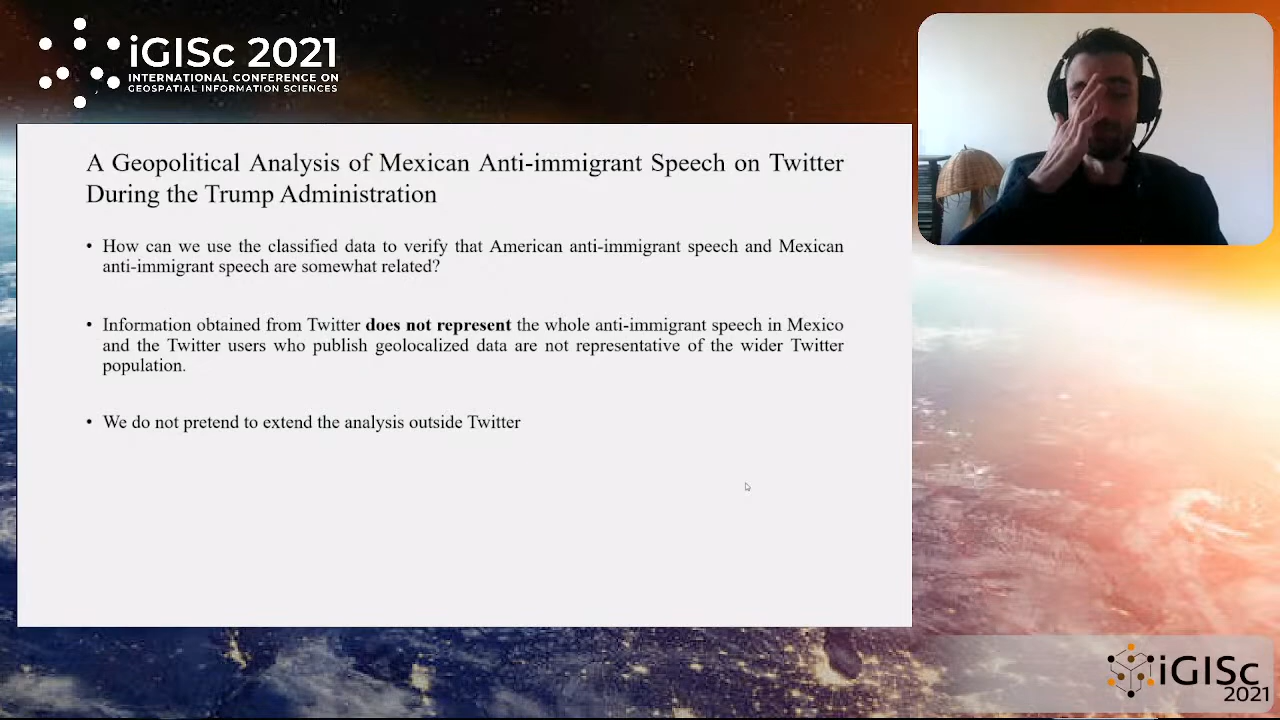 iGISc 2021
INTERNATIONAL CONFERENCE ON
GEOSPATIAL INFORMATION SCIENCES
A Geopolitical Analysis of Mexican Anti-immigrant Speech on Twitter
During the Trump Administration
• How can we use the classified data to verify that American anti-immigrant speech and Mexican
anti-immigrant speech are somewhat related?
• Information obtained from Twitter does not represent the whole anti-immigrant speech in Mexico
and the Twitter users who publish geolocalized data are not representative of the wider Twitter
population.
• We do not pretend to extend the analysis outside Twitter
iGISc
2021